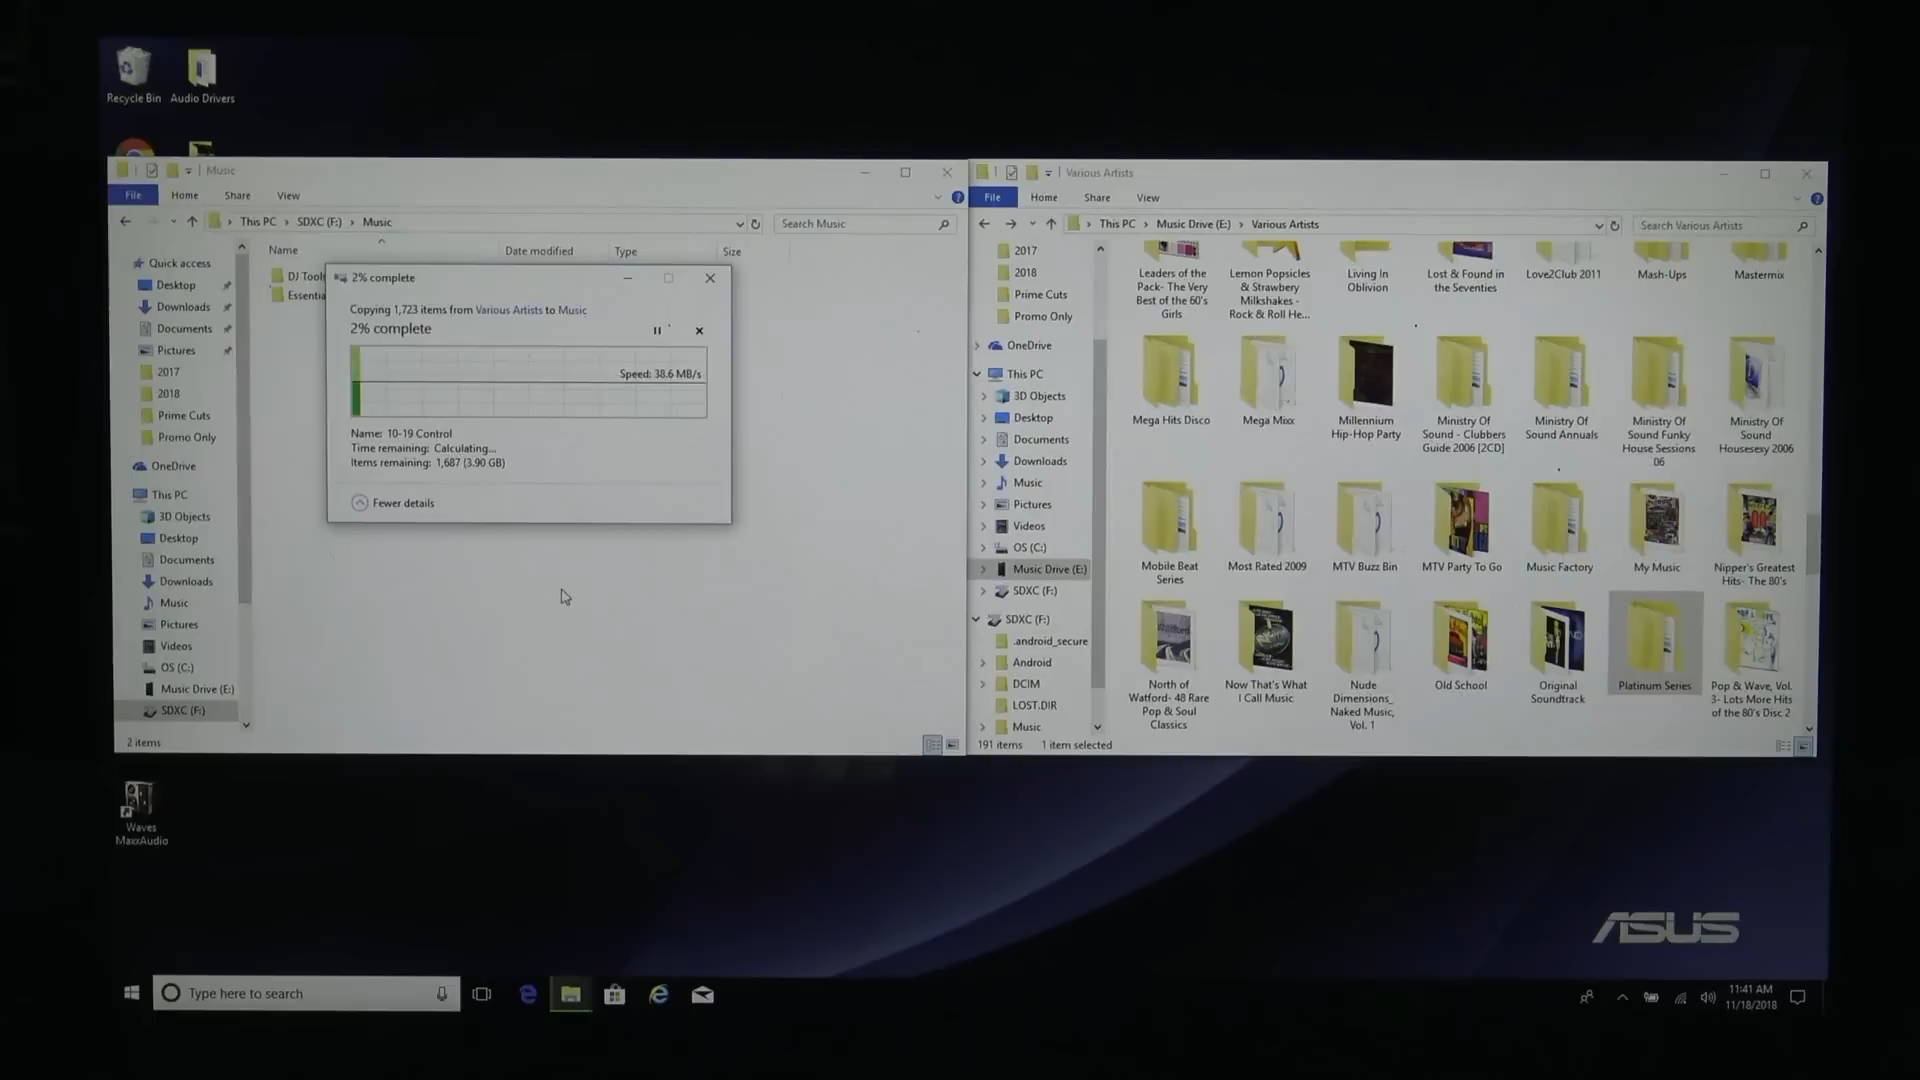 Recycle Bin
Audio Drivers
Music
File
Home
Share
View
This PC
SDXC (F:)
Music
Search Music
Name
Date modified
Type
Size
Quick access
Desktop
Downloads
Documents
Pictures
2017
2018
Prime Cuts
Promo Only
OneDrive
This PC
3D Objects
Desktop
Documents
Downloads
Music
Pictures
Videos
OS (C:)
Music Drive (E:)
SDXC (F:)
2 items
DJ Tools
Essentia
2% complete
Copying 1,723 items from Various Artists to Music
2% complete
Speed: 38.6 MB/s
Name: 10-19 Control
Time remaining: Calculating...
Items remaining: 1,687 (3.90 GB)
Fewer details
Various Artists
File
Home
Share
View
This PC
Music Drive (E:)
Various Artists
Search Various Artists
2017
2018
Prime Cuts
Promo Only
OneDrive
This PC
3D Objects
Desktop
Documents
Downloads
Music
Pictures
Videos
OS (C:)
Music Drive (E:)
SDXC (F:)
SDXC (F:)
.android_secure
Android
DCIM
LOST.DIR
Music
191 items
1 item selected
Leaders of the
Pack- The Very
Best of the 60's
Girls
Lemon Popsicles
& Strawbery
Milkshakes -
Rock & Roll He...
Living In
Oblivion
Lost & Found in
the Seventies
Love2Club 2011
Mash-Ups
Mastermix
Mega Hits Disco
Mega Mixx
Millennium
Hip-Hop Party
Ministry Of
Sound - Clubbers
Guide 2006 [2CD]
Ministry Of
Sound Annuals
Ministry Of
Sound Funky
House Sessions
06
Ministry Of
Sound
Housesexy 2006
Mobile Beat
Series
Most Rated 2009
MTV Buzz Bin
MTV Party To Go
Music Factory
My Music
Nipper's Greatest
Hits- The 80's
North of
Watford- 48 Rare
Pop & Soul
Classics
Now That's What
I Call Music
Nude
Dimensions_
Naked Music,
Vol. 1
Old School
Original
Soundtrack
Platinum Series
Pop & Wave, Vol.
3- Lots More Hits
of the 80's Disc 2
Waves
MaxxAudio
ASUS
Type here to search
11:41 AM
11/18/2018